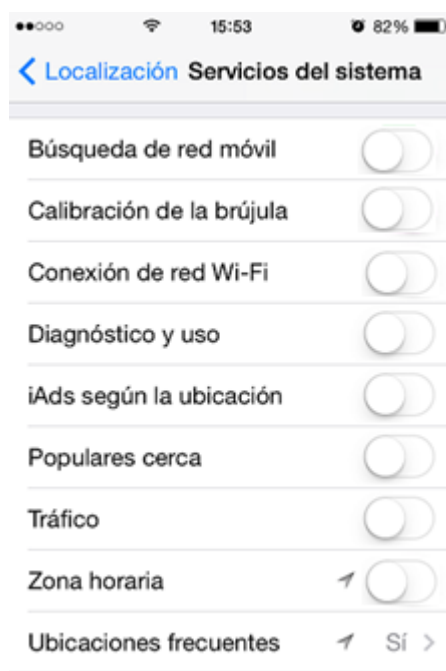 15:53 82%
Localización Servicios del sistema
Búsqueda de red móvil
Calibración de la brújula
Conexión de red Wi-Fi
Diagnóstico y uso
iAds según la ubicación
Populares cerca
Tráfico
Zona horaria
Ubicaciones frecuentes Sí